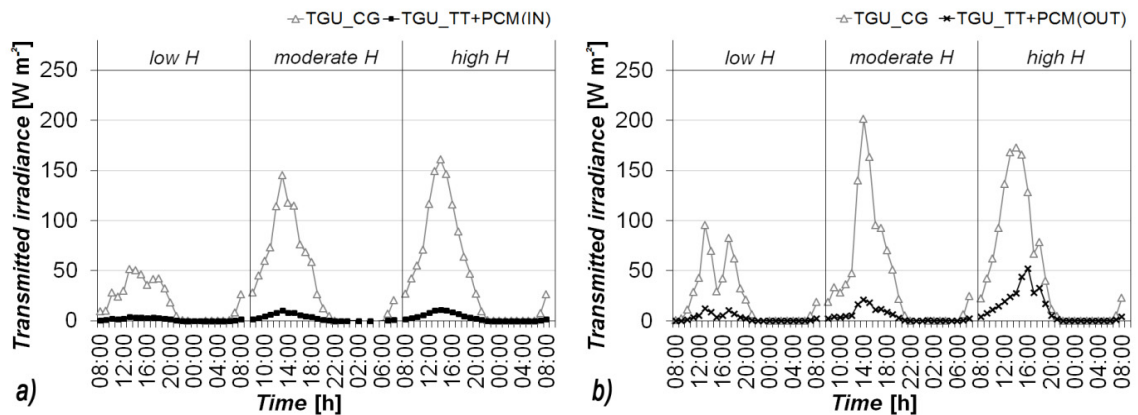 TGU_CG TGU_TT+PCM(IN)
low H moderate H high H
Transmitted irradiance [W m-2]
250
200
150
100
50
0
08:00 12:00 16:00 20:00 00:00 04:00 08:00 10:00 14:00 18:00 22:00 02:00 06:00 08:00 12:00 16:00 20:00 00:00 04:00 08:00
Time [h]
a)
TGU_CG TGU_TT+PCM(OUT)
low H moderate H high H
Transmitted irradiance [W m-2]
250
200
150
100
50
0
08:00 12:00 16:00 20:00 00:00 04:00 08:00 10:00 14:00 18:00 22:00 02:00 06:00 08:00 12:00 16:00 20:00 00:00 04:00 08:00
Time [h]
b)